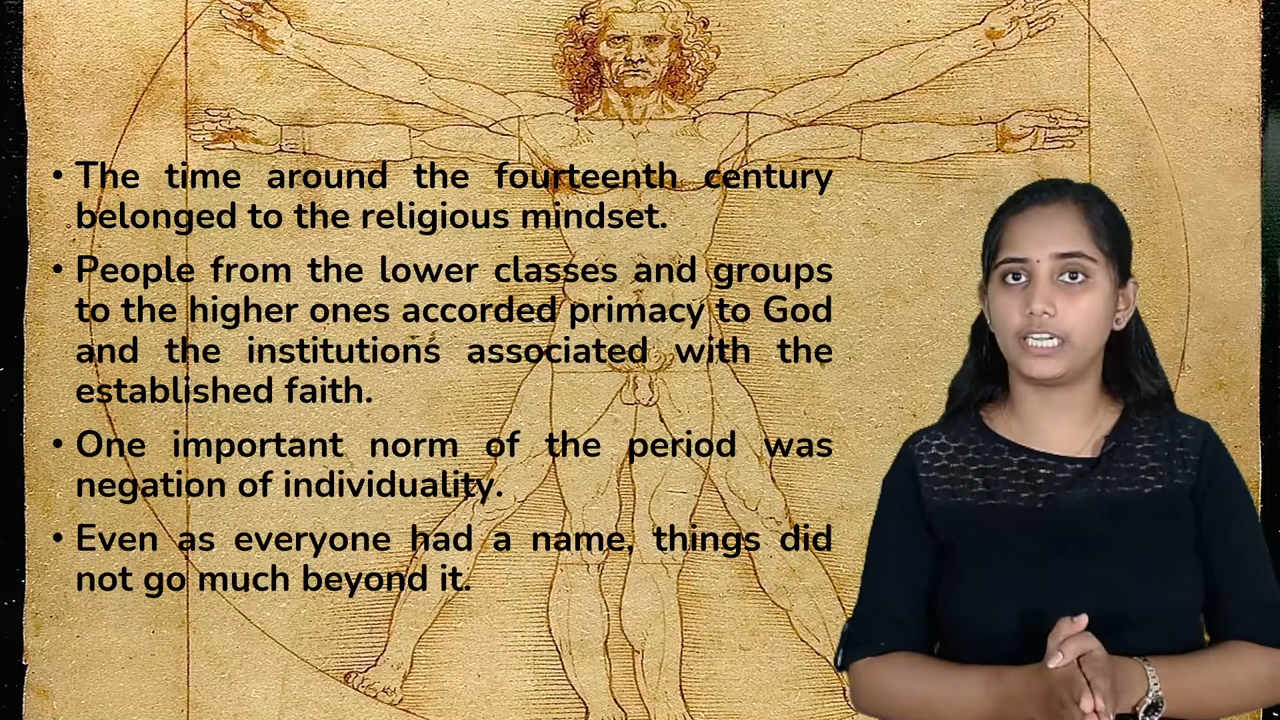 • The time around the fourteenth century
belonged to the religious mindset.
• People from the lower classes and groups
to the higher ones accorded primacy to God
and the institutions associated with the
established faith.
• One important norm of the period was
negation of individuality.
• Even as everyone had a name, things did
not go much beyond it.